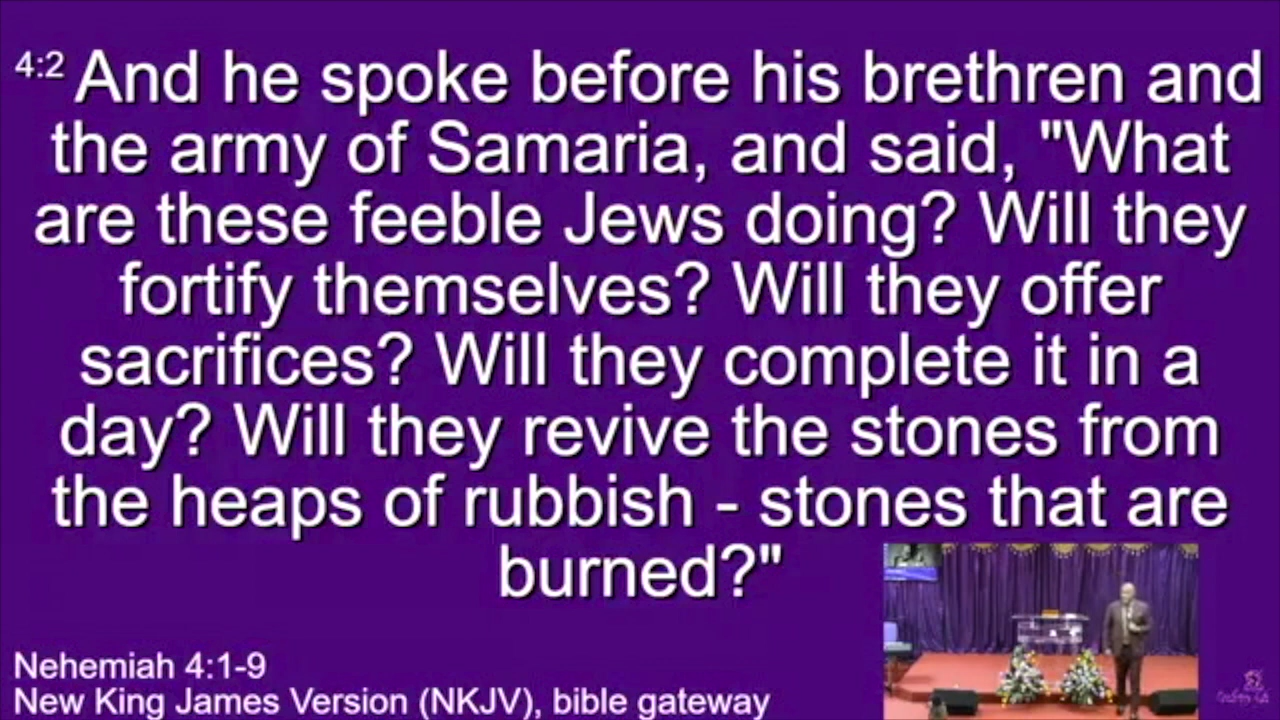 4:2 And he spoke before his brethren and
the army of Samaria, and said, "What
are these feeble Jews doing? Will they
fortify themselves? Will they offer
sacrifices? Will they complete it in a
day? Will they revive the stones from
the heaps of rubbish - stones that are
burned?"
Nehemiah 4:1-9
New King James Version (NKJV), bible gateway